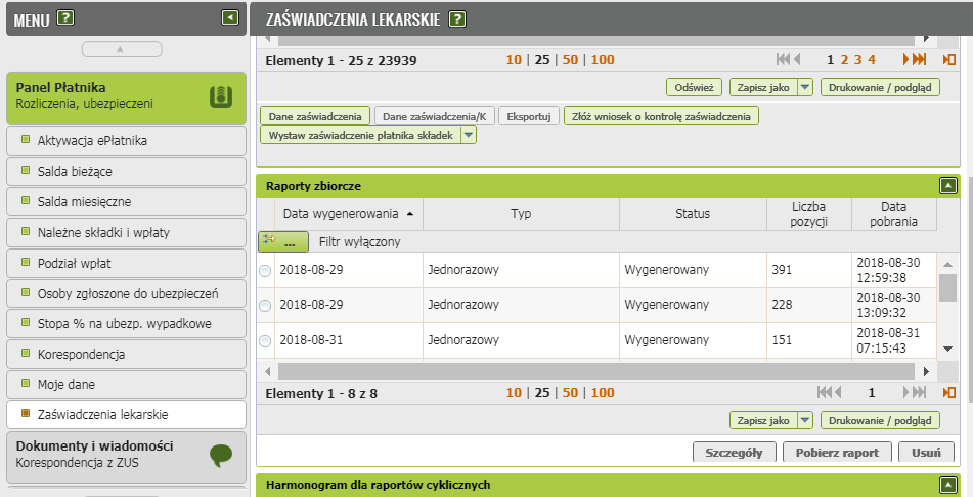 MENU ?
Panel Płatnika
Rozliczenia, ubezpieczeni
Aktywacja ePłatnika
Salda bieżące
Salda miesięczne
Należne składki i wpłaty
Podział wpłat
Osoby zgłoszone do ubezpieczeń
Stopa % na ubezp. wypadkowe
Korespondencja
Moje dane
Zaświadczenia lekarskie
Dokumenty i wiadomości
Korespondencja z ZUS
ZAŚWIADCZENIA LEKARSKIE ?
Elementy 1 - 25 z 23939 10 | 25 | 50 | 100 1 2 3 4
Odśwież Zapisz jako Drukowanie / podgląd
Dane zaświadczenia Dane zaświadczenia/K Eksportuj Złóż wniosek o kontrolę zaświadczenia
Wystaw zaświadczenie płatnika składek
Raporty zbiorcze
Data wygenerowania Typ Status Liczba pozycji Data pobrania
... Filtr wyłączony
2018-08-29 Jednorazowy Wygenerowany 391 2018-08-30 12:59:38
2018-08-29 Jednorazowy Wygenerowany 228 2018-08-30 13:09:32
2018-08-31 Jednorazowy Wygenerowany 151 2018-08-31 07:15:43
Elementy 1 - 8 z 8 10 | 25 | 50 | 100 1
Zapisz jako Drukowanie / podgląd
Szczegóły Pobierz raport Usuń
Harmonogram dla raportów cyklicznych